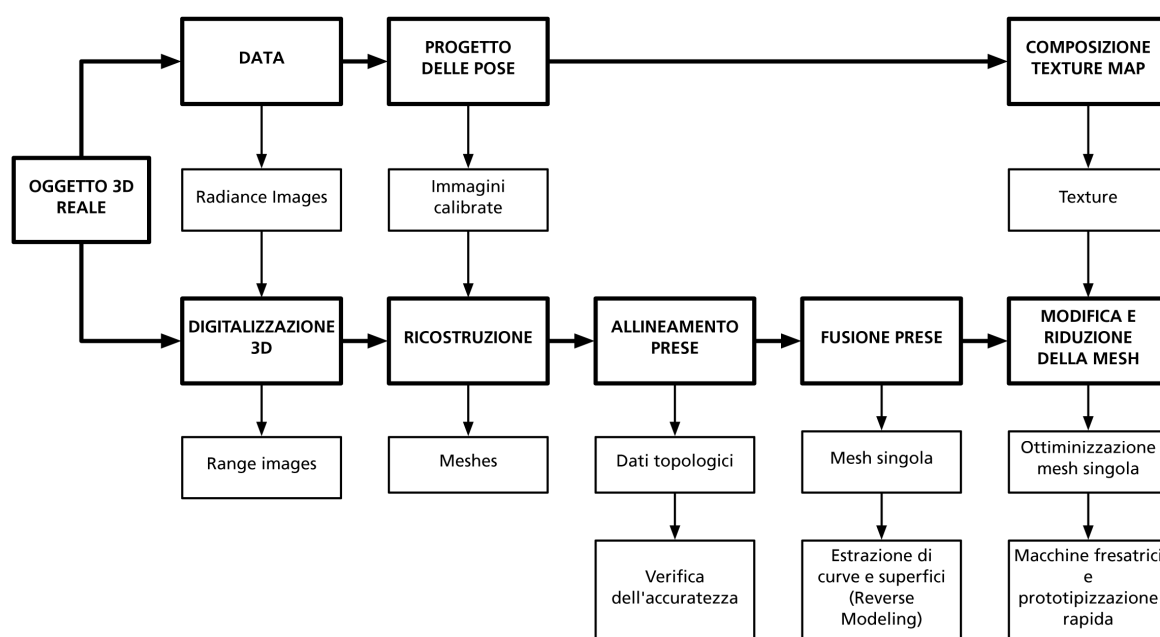 DATA
PROGETTO
DELLE POSE
COMPOSIZIONE
TEXTURE MAP
OGGETTO 3D
REALE
Radiance Images
Immagini
calibrate
Texture
DIGITALIZZAZIONE
3D
RICOSTRUZIONE
ALLINEAMENTO
PRESE
FUSIONE PRESE
MODIFICA E
RIDUZIONE
DELLA MESH
Range images
Meshes
Dati topologici
Mesh singola
Ottiminizzazione
mesh singola
Verifica
dell'accuratezza
Estrazione di
curve e superfici
(Reverse
Modeling)
Macchine fresatrici
e
prototipizzazione
rapida